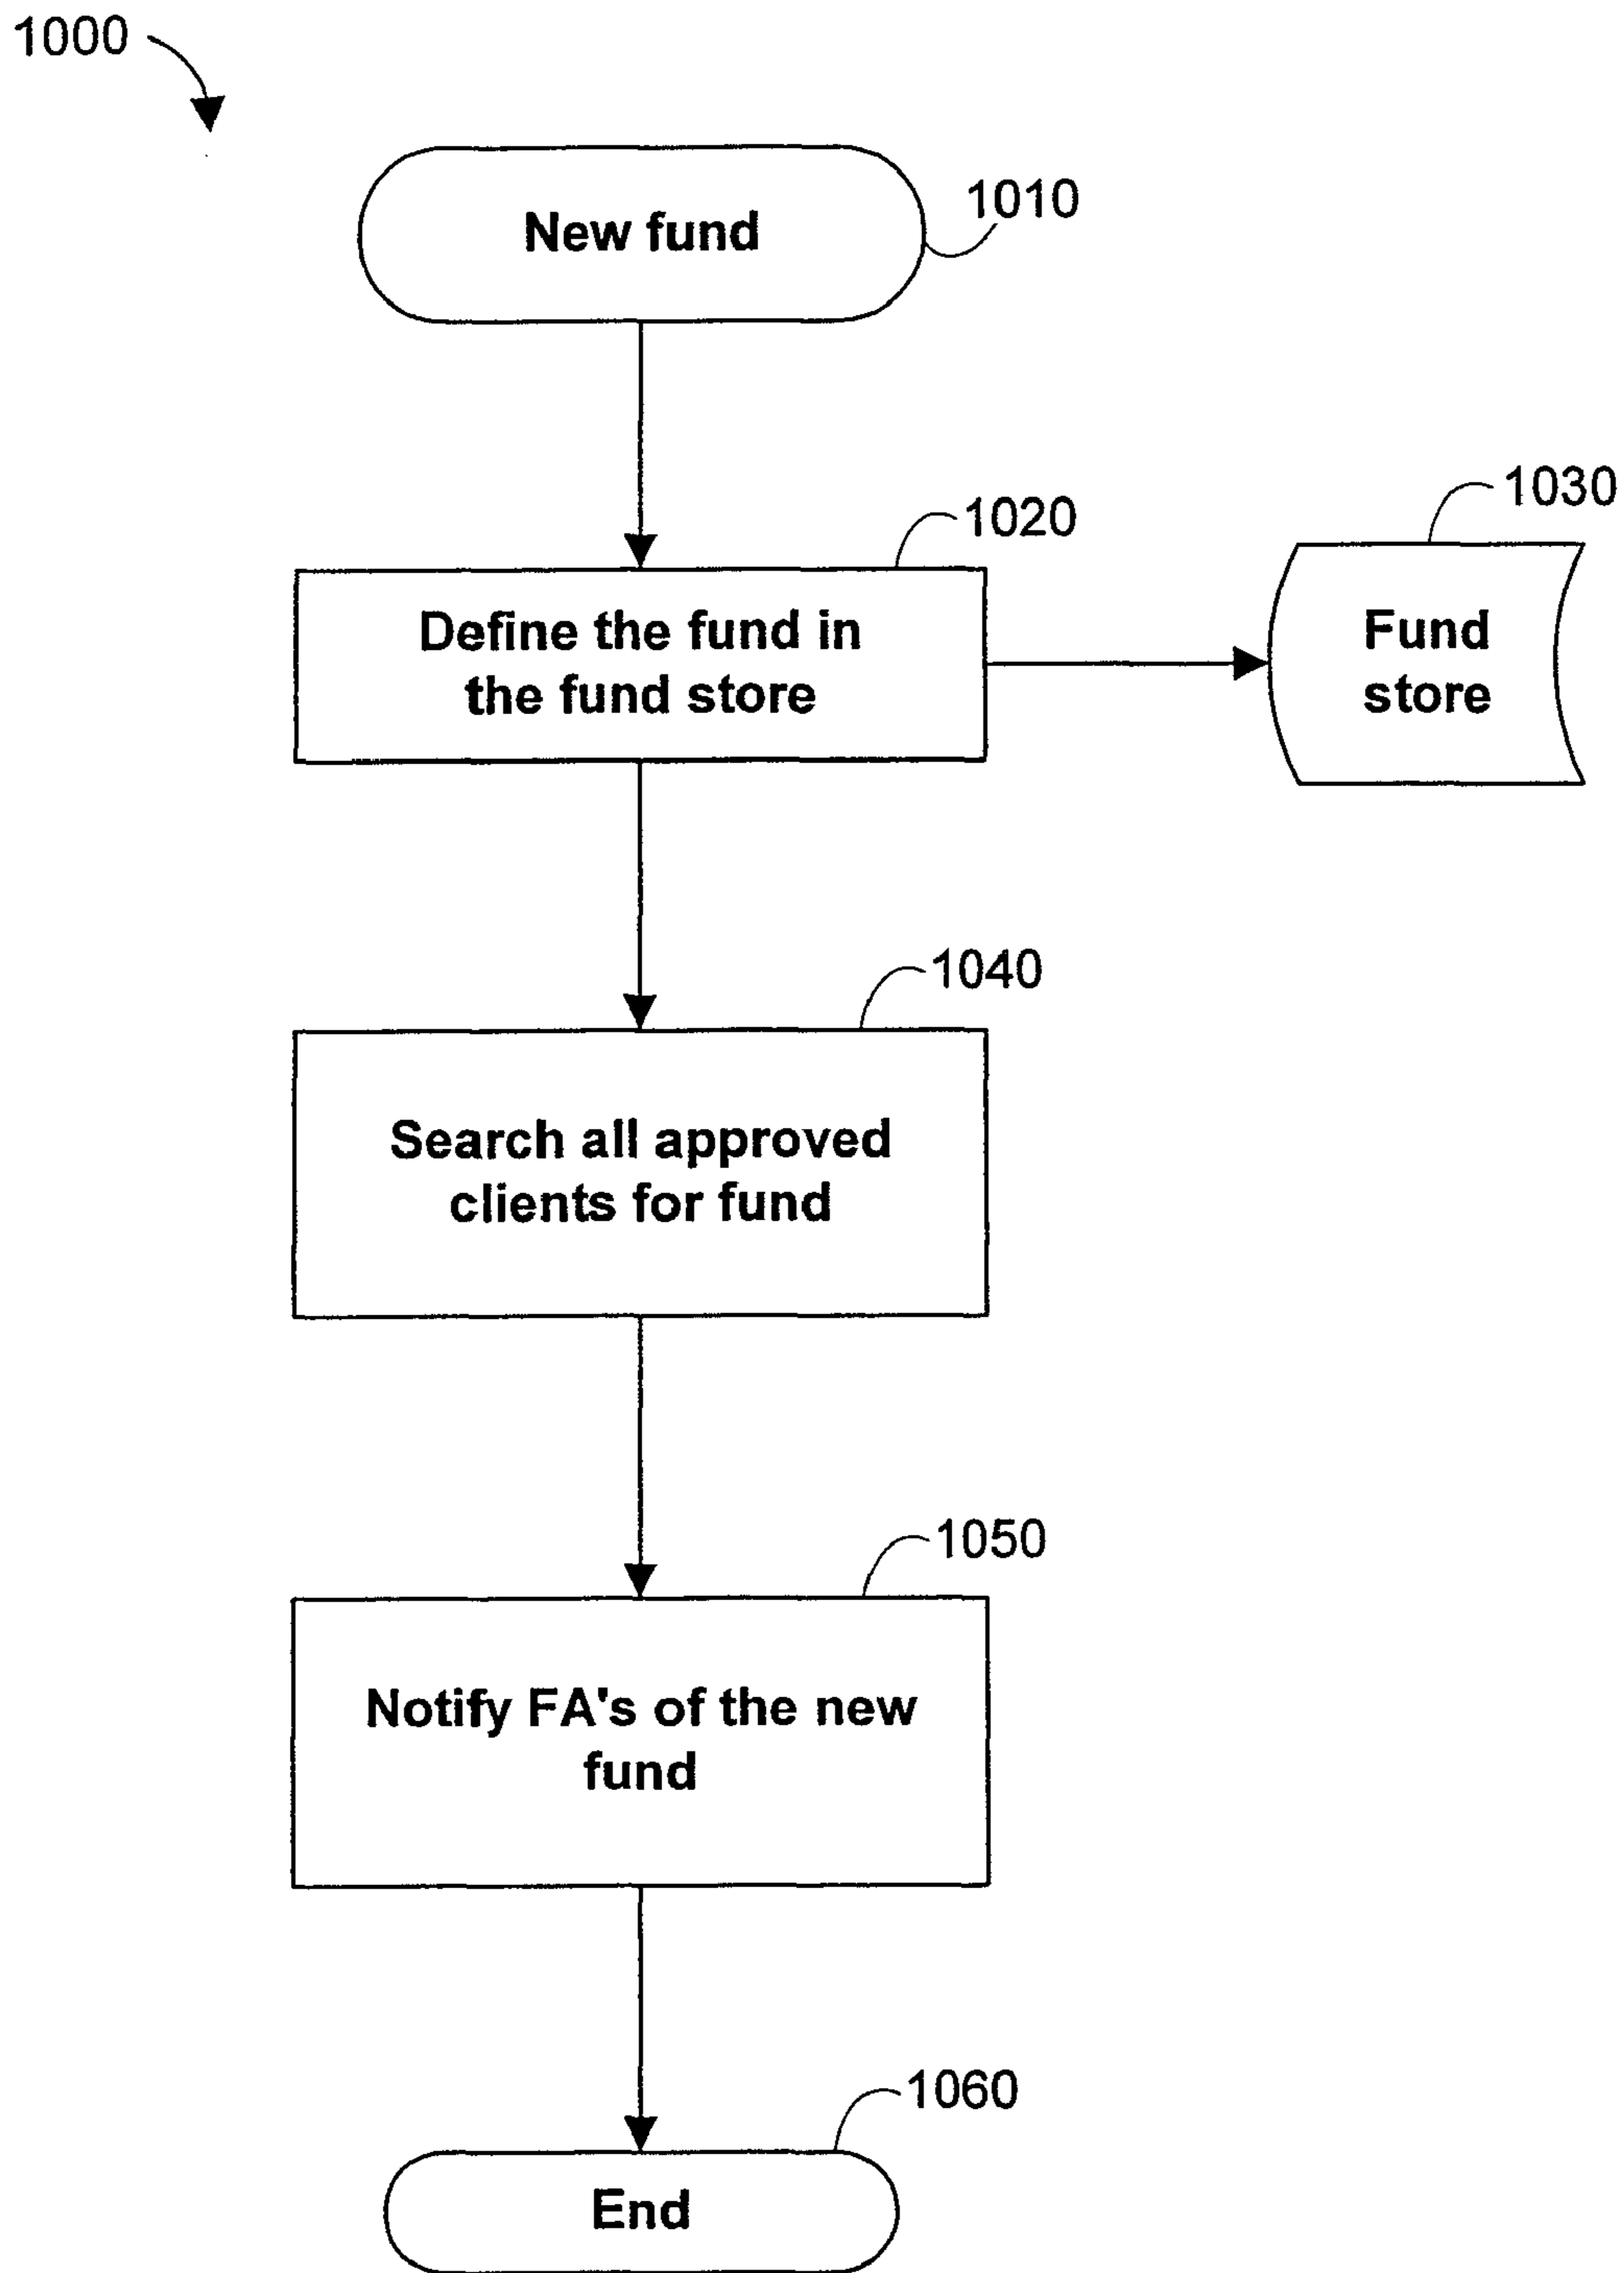 1000
New fund
1010
1020
Define the fund in
the fund store
1030
Fund
store
1040
Search all approved
clients for fund
1050
Notify FA's of the new
fund
1060
End